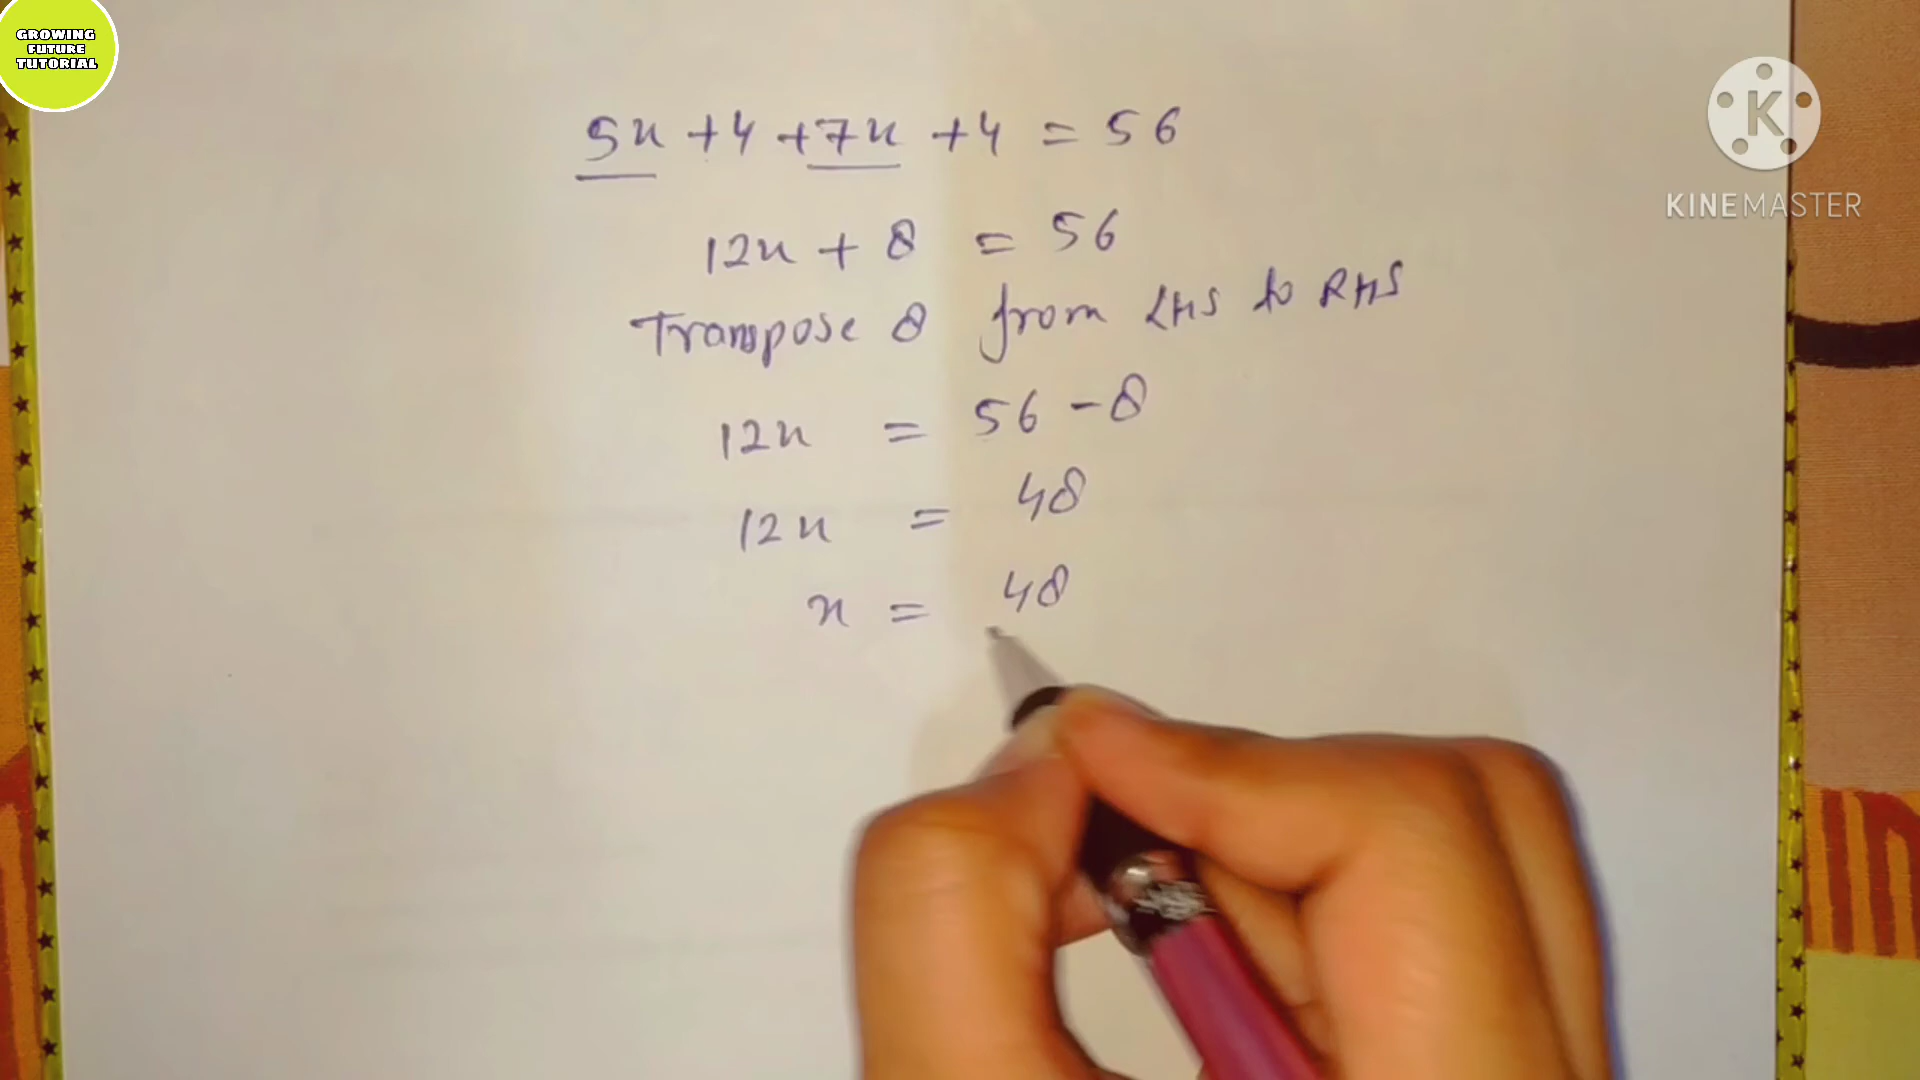 GROWING
FUTURE
TUTORIAL
KINEMASTER
5x + 4 + 7x + 4 = 56
12x + 8 = 56
Transpose 8 from LHS to RHS
12x = 56 - 8
12x = 48
x = 48